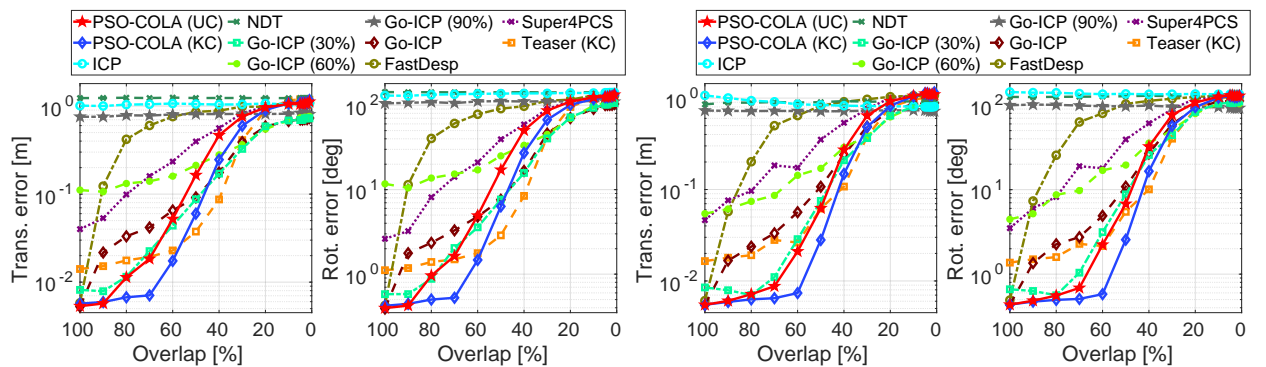 PSO-COLA (UC) NDT Go-ICP (90%) Super4PCS
PSO-COLA (KC) Go-ICP (30%) Go-ICP Teaser (KC)
ICP Go-ICP (60%) FastDesp
PSO-COLA (UC) NDT Go-ICP (90%) Super4PCS
PSO-COLA (KC) Go-ICP (30%) Go-ICP Teaser (KC)
ICP Go-ICP (60%) FastDesp
Trans. error [m]
10^0
10^-1
10^-2
100 80 60 40 20 0
Overlap [%]
Rot. error [deg]
10^2
10^1
10^0
100 80 60 40 20 0
Overlap [%]
Trans. error [m]
10^0
10^-1
10^-2
100 80 60 40 20 0
Overlap [%]
Rot. error [deg]
10^2
10^1
10^0
100 80 60 40 20 0
Overlap [%]